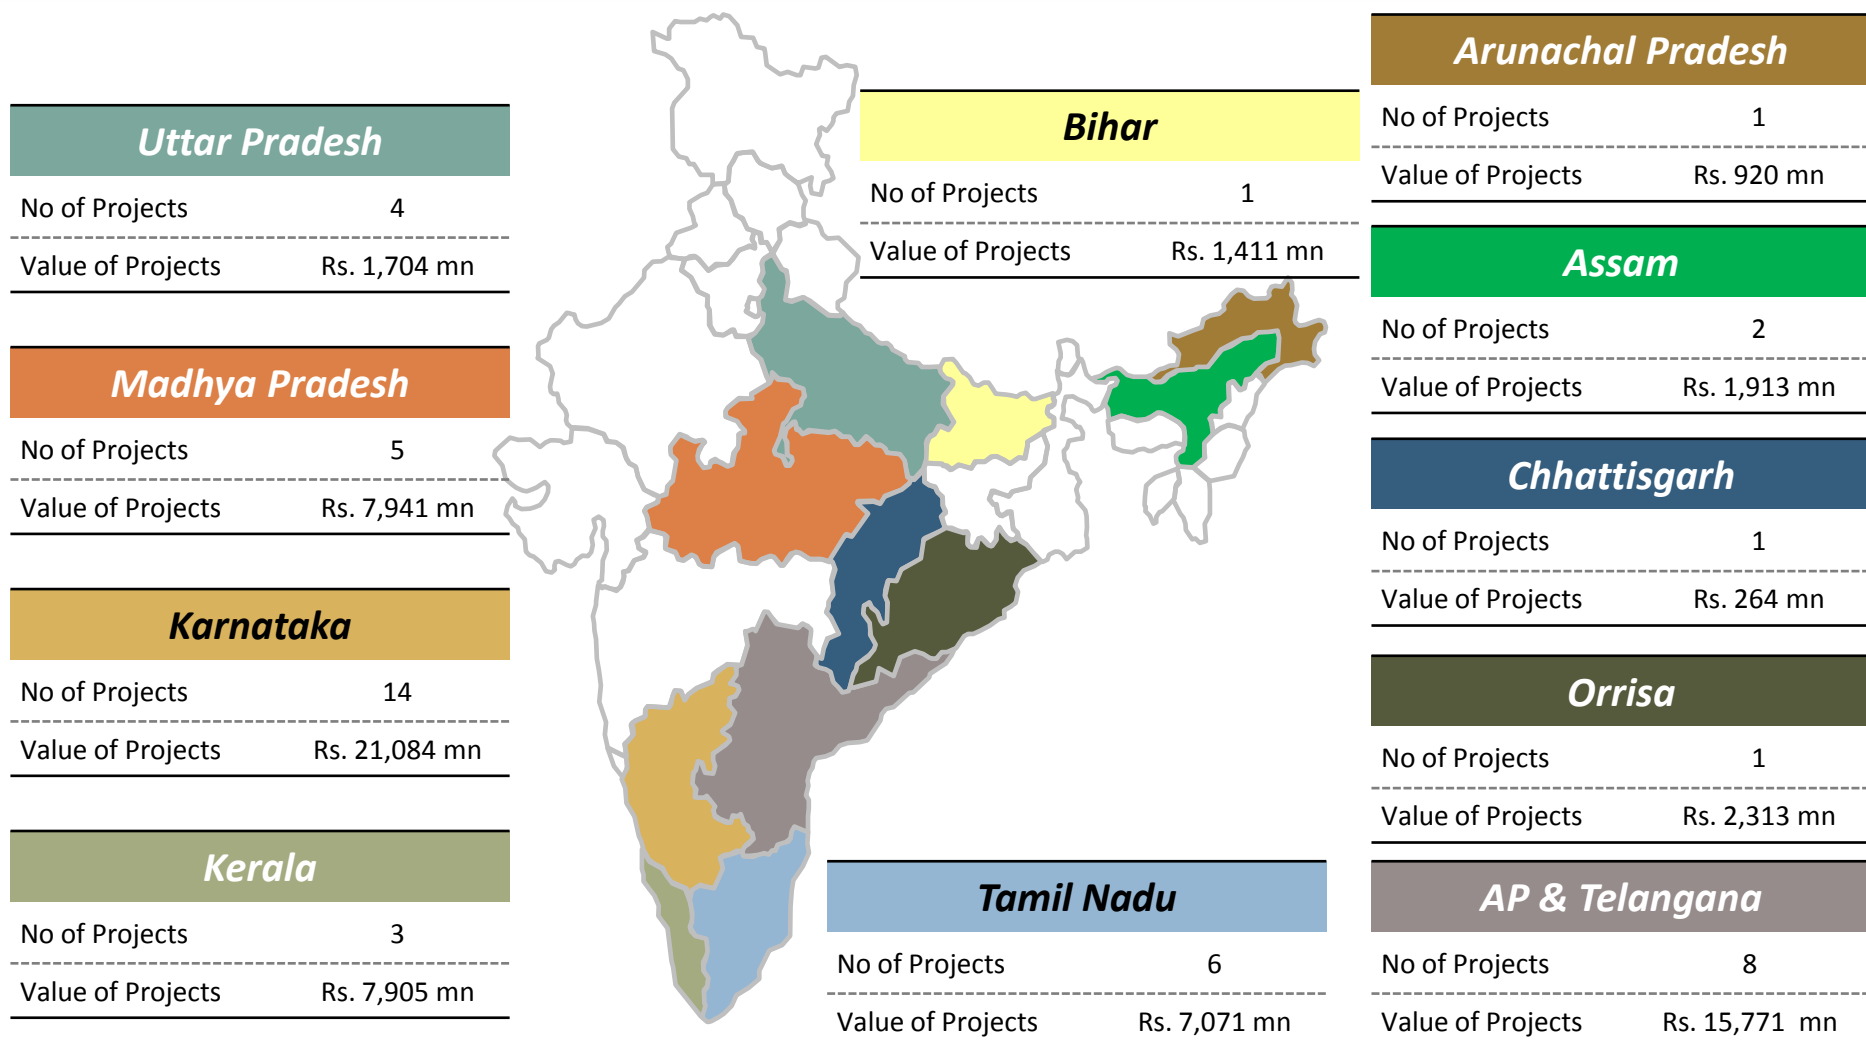 Uttar Pradesh
No of Projects 4
Value of Projects Rs. 1,704 mn
Madhya Pradesh
No of Projects 5
Value of Projects Rs. 7,941 mn
Karnataka
No of Projects 14
Value of Projects Rs. 21,084 mn
Kerala
No of Projects 3
Value of Projects Rs. 7,905 mn
Bihar
No of Projects 1
Value of Projects Rs. 1,411 mn
Tamil Nadu
No of Projects 6
Value of Projects Rs. 7,071 mn
Arunachal Pradesh
No of Projects 1
Value of Projects Rs. 920 mn
Assam
No of Projects 2
Value of Projects Rs. 1,913 mn
Chhattisgarh
No of Projects 1
Value of Projects Rs. 264 mn
Orrisa
No of Projects 1
Value of Projects Rs. 2,313 mn
AP & Telangana
No of Projects 8
Value of Projects Rs. 15,771 mn